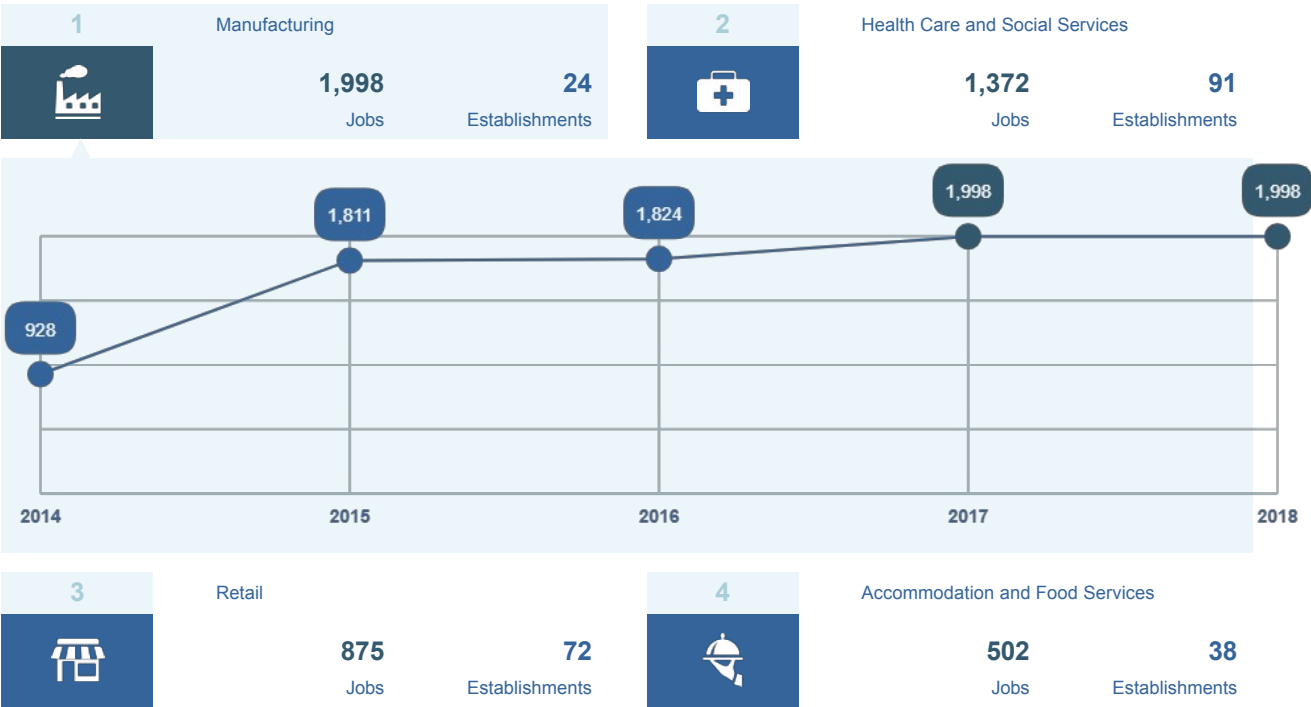 1 Manufacturing
1,998 24
Jobs Establishments
2 Health Care and Social Services
1,372 91
Jobs Establishments
928
1,811
1,824
1,998
1,998
2014 2015 2016 2017 2018
3 Retail
875 72
Jobs Establishments
4 Accommodation and Food Services
502 38
Jobs Establishments